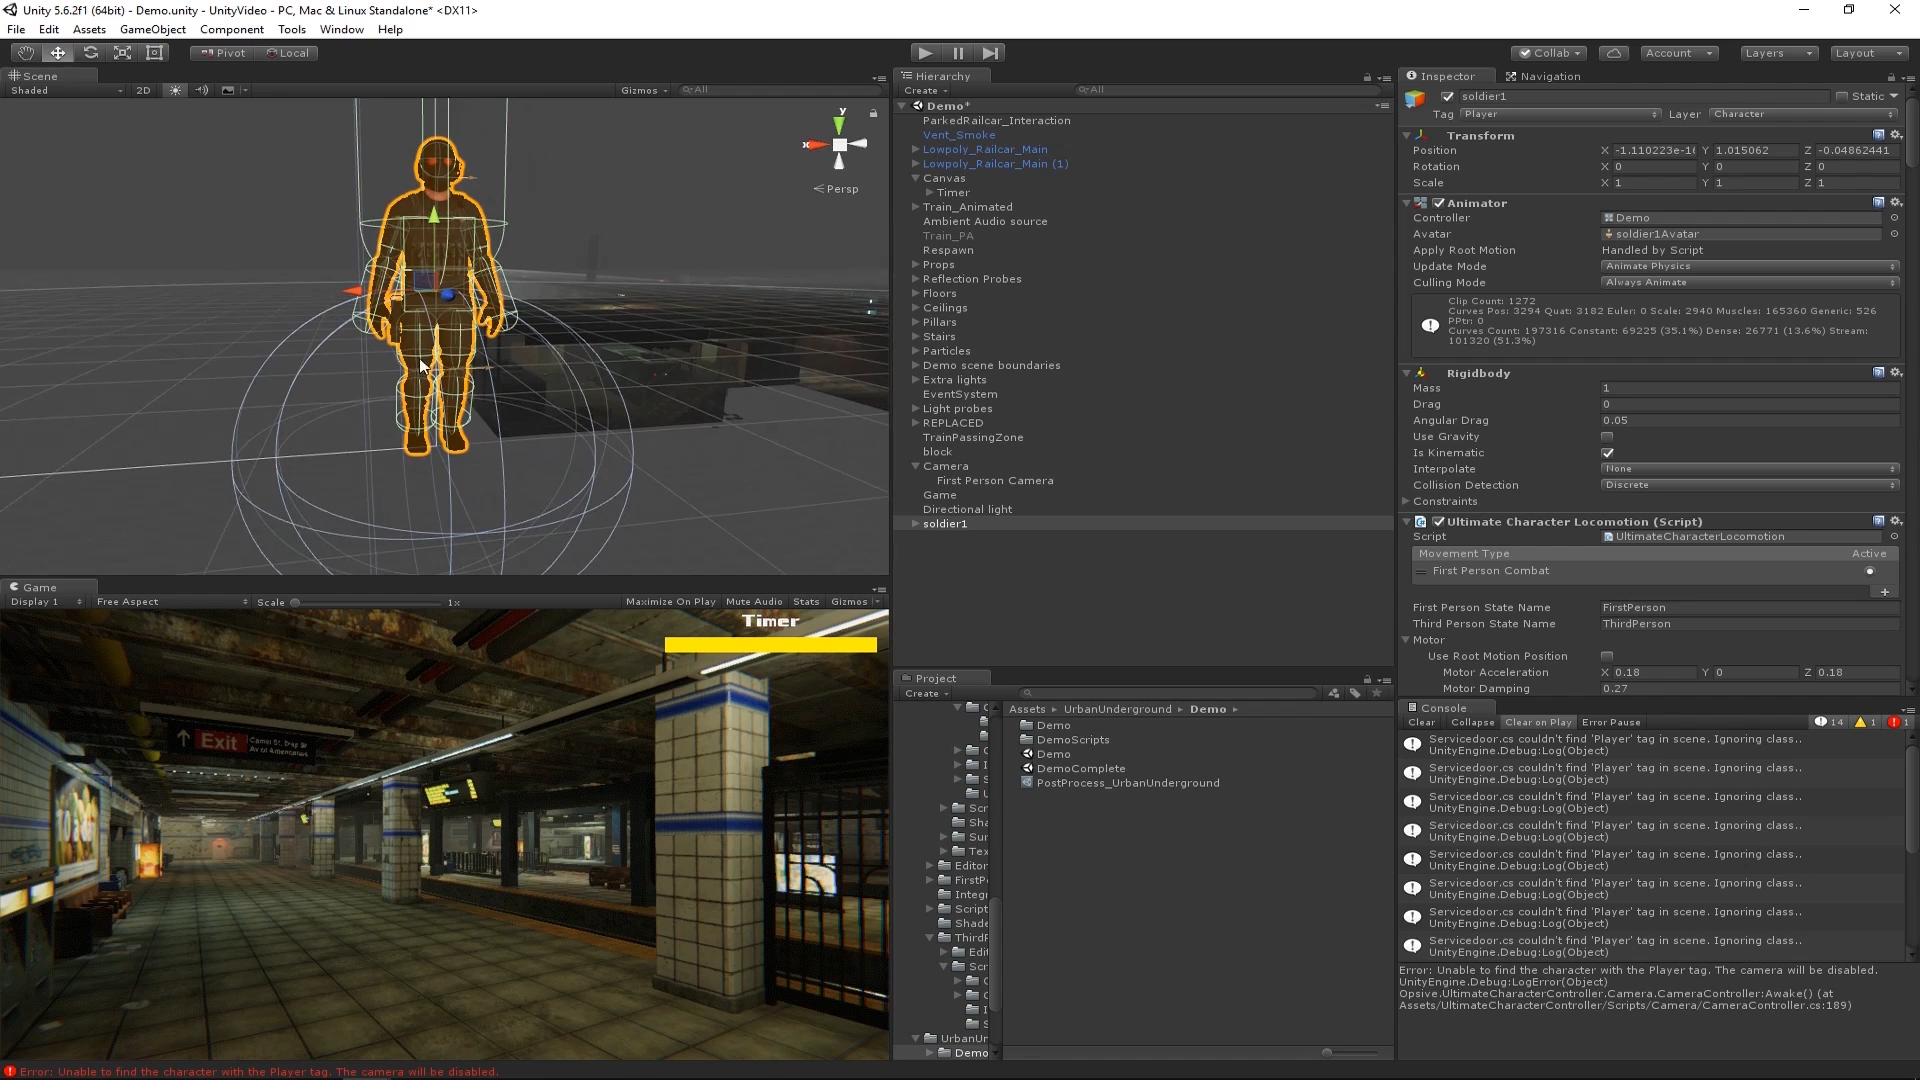 Unity 5.6.2f1 (64bit) - Demo.unity - UnityVideo - PC, Mac & Linux Standalone* <DX11>
File Edit Assets GameObject Component Tools Window Help
Pivot Local
Collab Account Layers Layout
Scene
Shaded 2D Gizmos All
y
x
Persp
Game
Display 1 Free Aspect Scale 1x Maximize On Play Mute Audio Stats Gizmos
Timer
Exit
Hierarchy
Create All
Demo*
ParkedRailcar_Interaction
Vent_Smoke
Lowpoly_Railcar_Main
Lowpoly_Railcar_Main (1)
Canvas
Timer
Train_Animated
Ambient Audio source
Train_PA
Respawn
Props
Reflection Probes
Floors
Ceilings
Pillars
Stairs
Particles
Demo scene boundaries
Extra lights
EventSystem
Light probes
REPLACED
TrainPassingZone
block
Camera
First Person Camera
Game
Directional light
soldier1
Project
Create
Scr
Sha
Sur
Tex
Editor
FirstP
Integr
Script
Shade
ThirdP
Edit
Scr
UrbanUn
Demo
Assets UrbanUnderground Demo
Demo
DemoScripts
Demo
DemoComplete
PostProcess_UrbanUnderground
Inspector Navigation
soldier1 Static
Tag Player Layer Character
Transform
Position X -1.110223e-1 Y 1.015062 Z -0.04862441
Rotation X 0 Y 0 Z 0
Scale X 1 Y 1 Z 1
Animator
Controller Demo
Avatar soldier1Avatar
Apply Root Motion Handled by Script
Update Mode Animate Physics
Culling Mode Always Animate
Clip Count: 1272
Curves Pos: 3294 Quat: 3182 Euler: 0 Scale: 2940 Muscles: 165360 Generic: 526
PPtr: 0
Curves Count: 197316 Constant: 69225 (35.1%) Dense: 26771 (13.6%) Stream:
101320 (51.3%)
Rigidbody
Mass 1
Drag 0
Angular Drag 0.05
Use Gravity
Is Kinematic
Interpolate None
Collision Detection Discrete
Constraints
Ultimate Character Locomotion (Script)
Script UltimateCharacterLocomotion
Movement Type Active
First Person Combat
First Person State Name FirstPerson
Third Person State Name ThirdPerson
Motor
Use Root Motion Position
Motor Acceleration X 0.18 Y 0 Z 0.18
Motor Damping 0.27
Console
Clear Collapse Clear on Play Error Pause 14 1 1
Servicedoor.cs couldn't find 'Player' tag in scene. Ignoring class..
UnityEngine.Debug:Log(Object)
Servicedoor.cs couldn't find 'Player' tag in scene. Ignoring class..
UnityEngine.Debug:Log(Object)
Servicedoor.cs couldn't find 'Player' tag in scene. Ignoring class..
UnityEngine.Debug:Log(Object)
Servicedoor.cs couldn't find 'Player' tag in scene. Ignoring class..
UnityEngine.Debug:Log(Object)
Servicedoor.cs couldn't find 'Player' tag in scene. Ignoring class..
UnityEngine.Debug:Log(Object)
Servicedoor.cs couldn't find 'Player' tag in scene. Ignoring class..
UnityEngine.Debug:Log(Object)
Servicedoor.cs couldn't find 'Player' tag in scene. Ignoring class..
UnityEngine.Debug:Log(Object)
Servicedoor.cs couldn't find 'Player' tag in scene. Ignoring class..
UnityEngine.Debug:Log(Object)
Error: Unable to find the character with the Player tag. The camera will be disabled.
UnityEngine.Debug:LogError(Object)
Opsive.UltimateCharacterController.Camera.CameraController:Awake() (at
Assets/UltimateCharacterController/Scripts/Camera/CameraController.cs:189)
Error: Unable to find the character with the Player tag. The camera will be disabled.